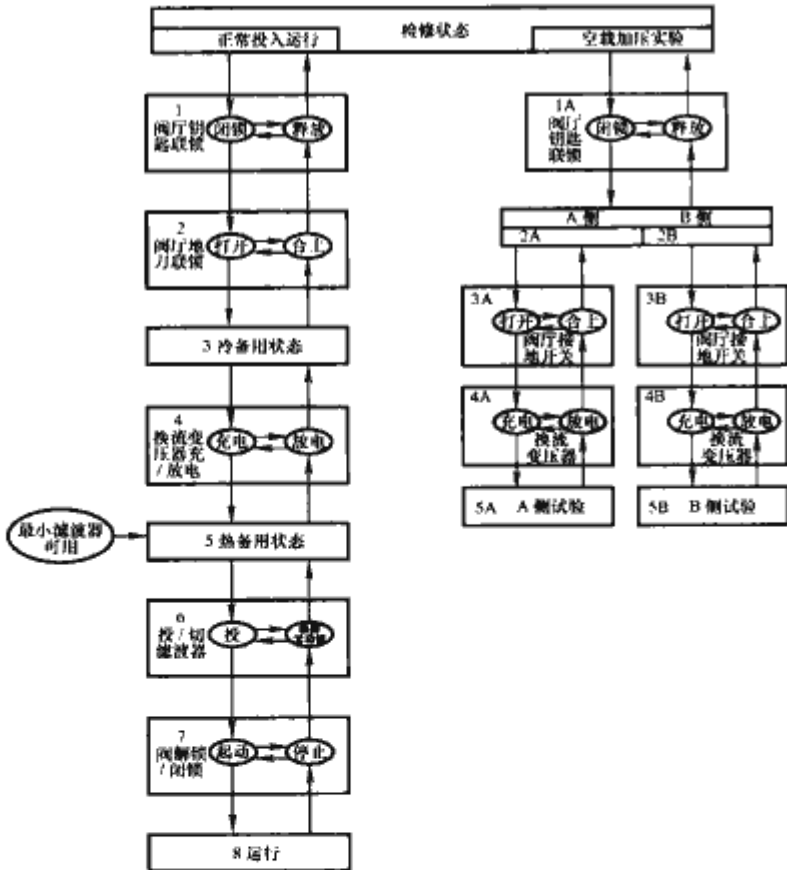 检修状态
正常投入运行
空载加压实验
1
阀厅钥
匙联锁
闭锁
释放
1A
阀厅
钥匙
联锁
闭锁
释放
2
阀厅地
刀联锁
打开
合上
A 侧
B 侧
2A
2B
3 冷备用状态
3A
打开
合上
阀厅接
地开关
3B
打开
合上
阀厅接
地开关
4
换流变
压器充
/ 放电
充电
放电
4A
充电
放电
换流
变压器
4B
充电
放电
换流
变压器
最小滤波器
可用
5 热备用状态
5A A 侧试验
5B B 侧试验
6
投 / 切
滤波器
投
7
阀解锁
/ 闭锁
起动
停止
8 运行